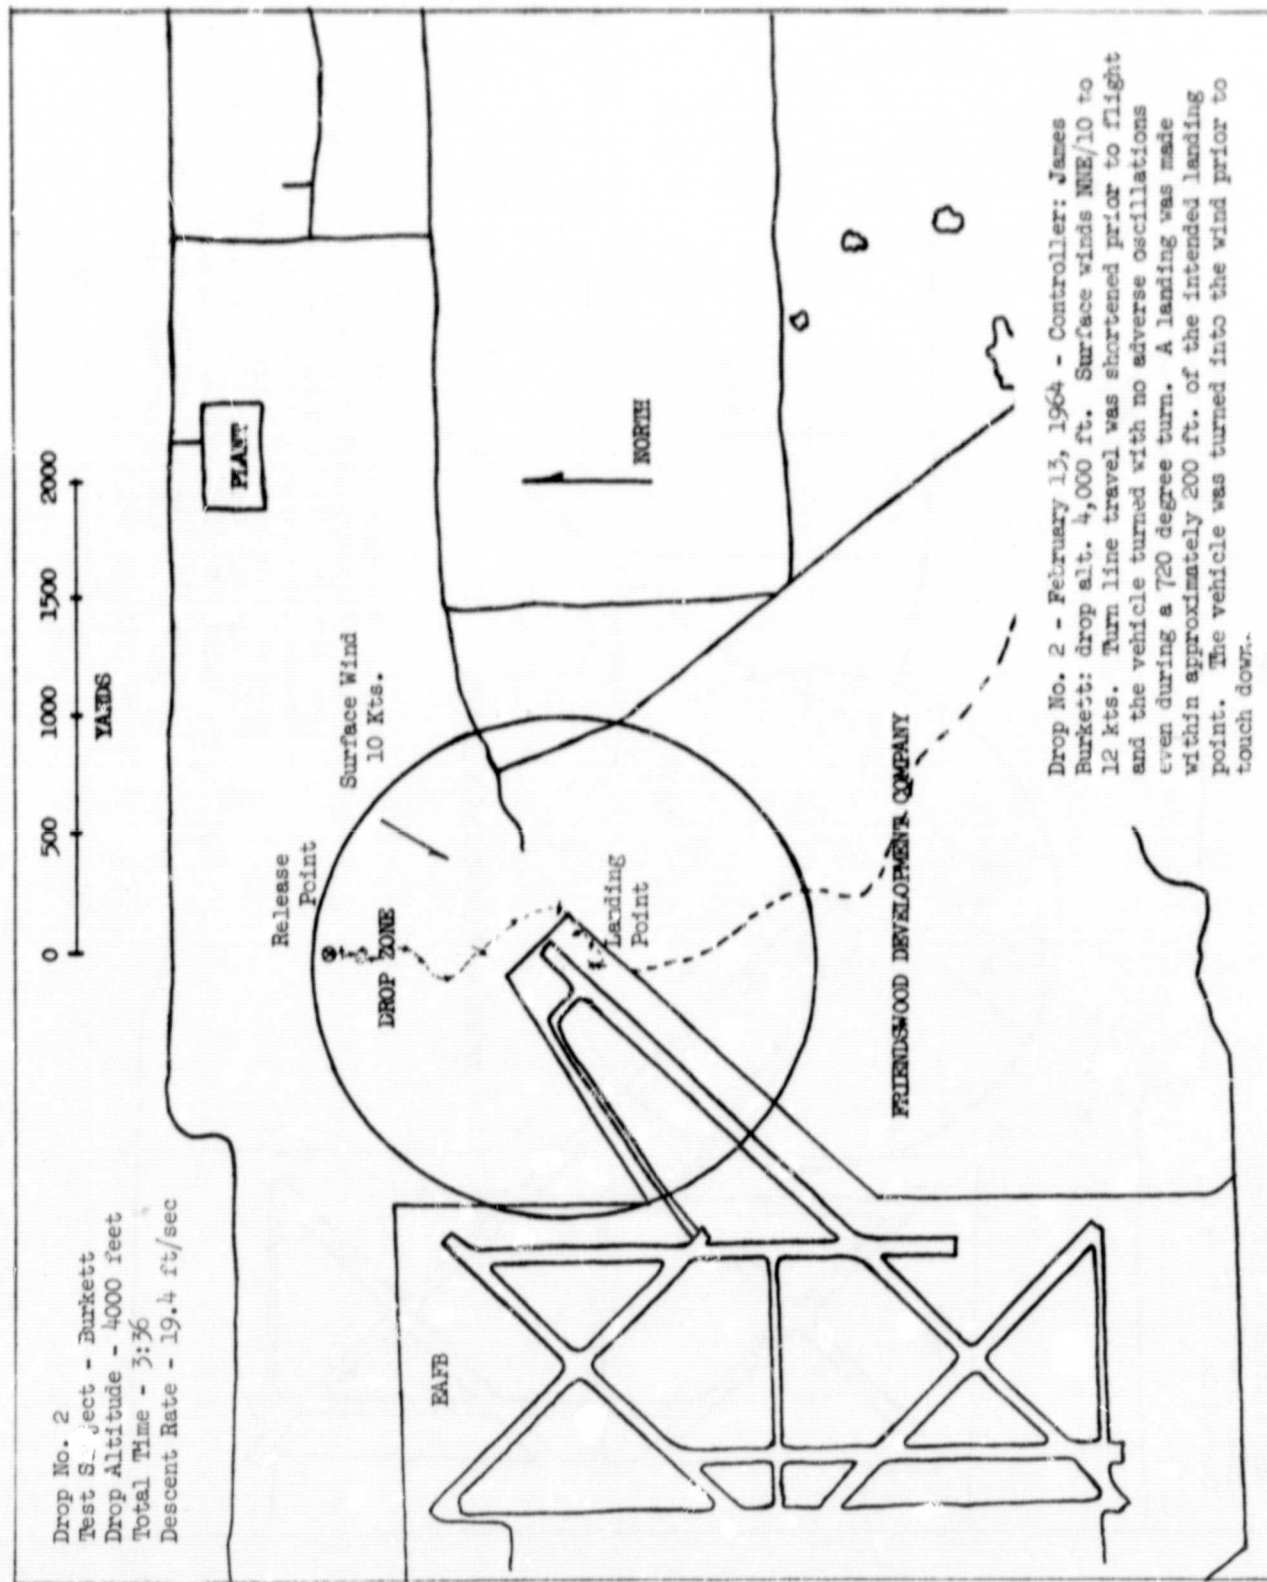 Drop No. 2
Test S ject - Burkett
Drop Altitude - 4000 feet
Total Time - 3:36
Descent Rate - 19.4 ft/sec
0 500 1000 1500 2000
YARDS
PLANT
Release
Point
Surface Wind
10 Kts.
DROP ZONE
NORTH
Landing
Point
EAFB
FRIENDSWOOD DEVELOPMENT COMPANY
Drop No. 2 - February 13, 1964 - Controller: James
Burkett: drop alt. 4,000 ft. Surface winds NNE/10 to
12 kts. Turn line travel was shortened prior to flight
and the vehicle turned with no adverse oscillations
even during a 720 degree turn. A landing was made
within approximately 200 ft. of the intended landing
point. The vehicle was turned into the wind prior to
touch down.